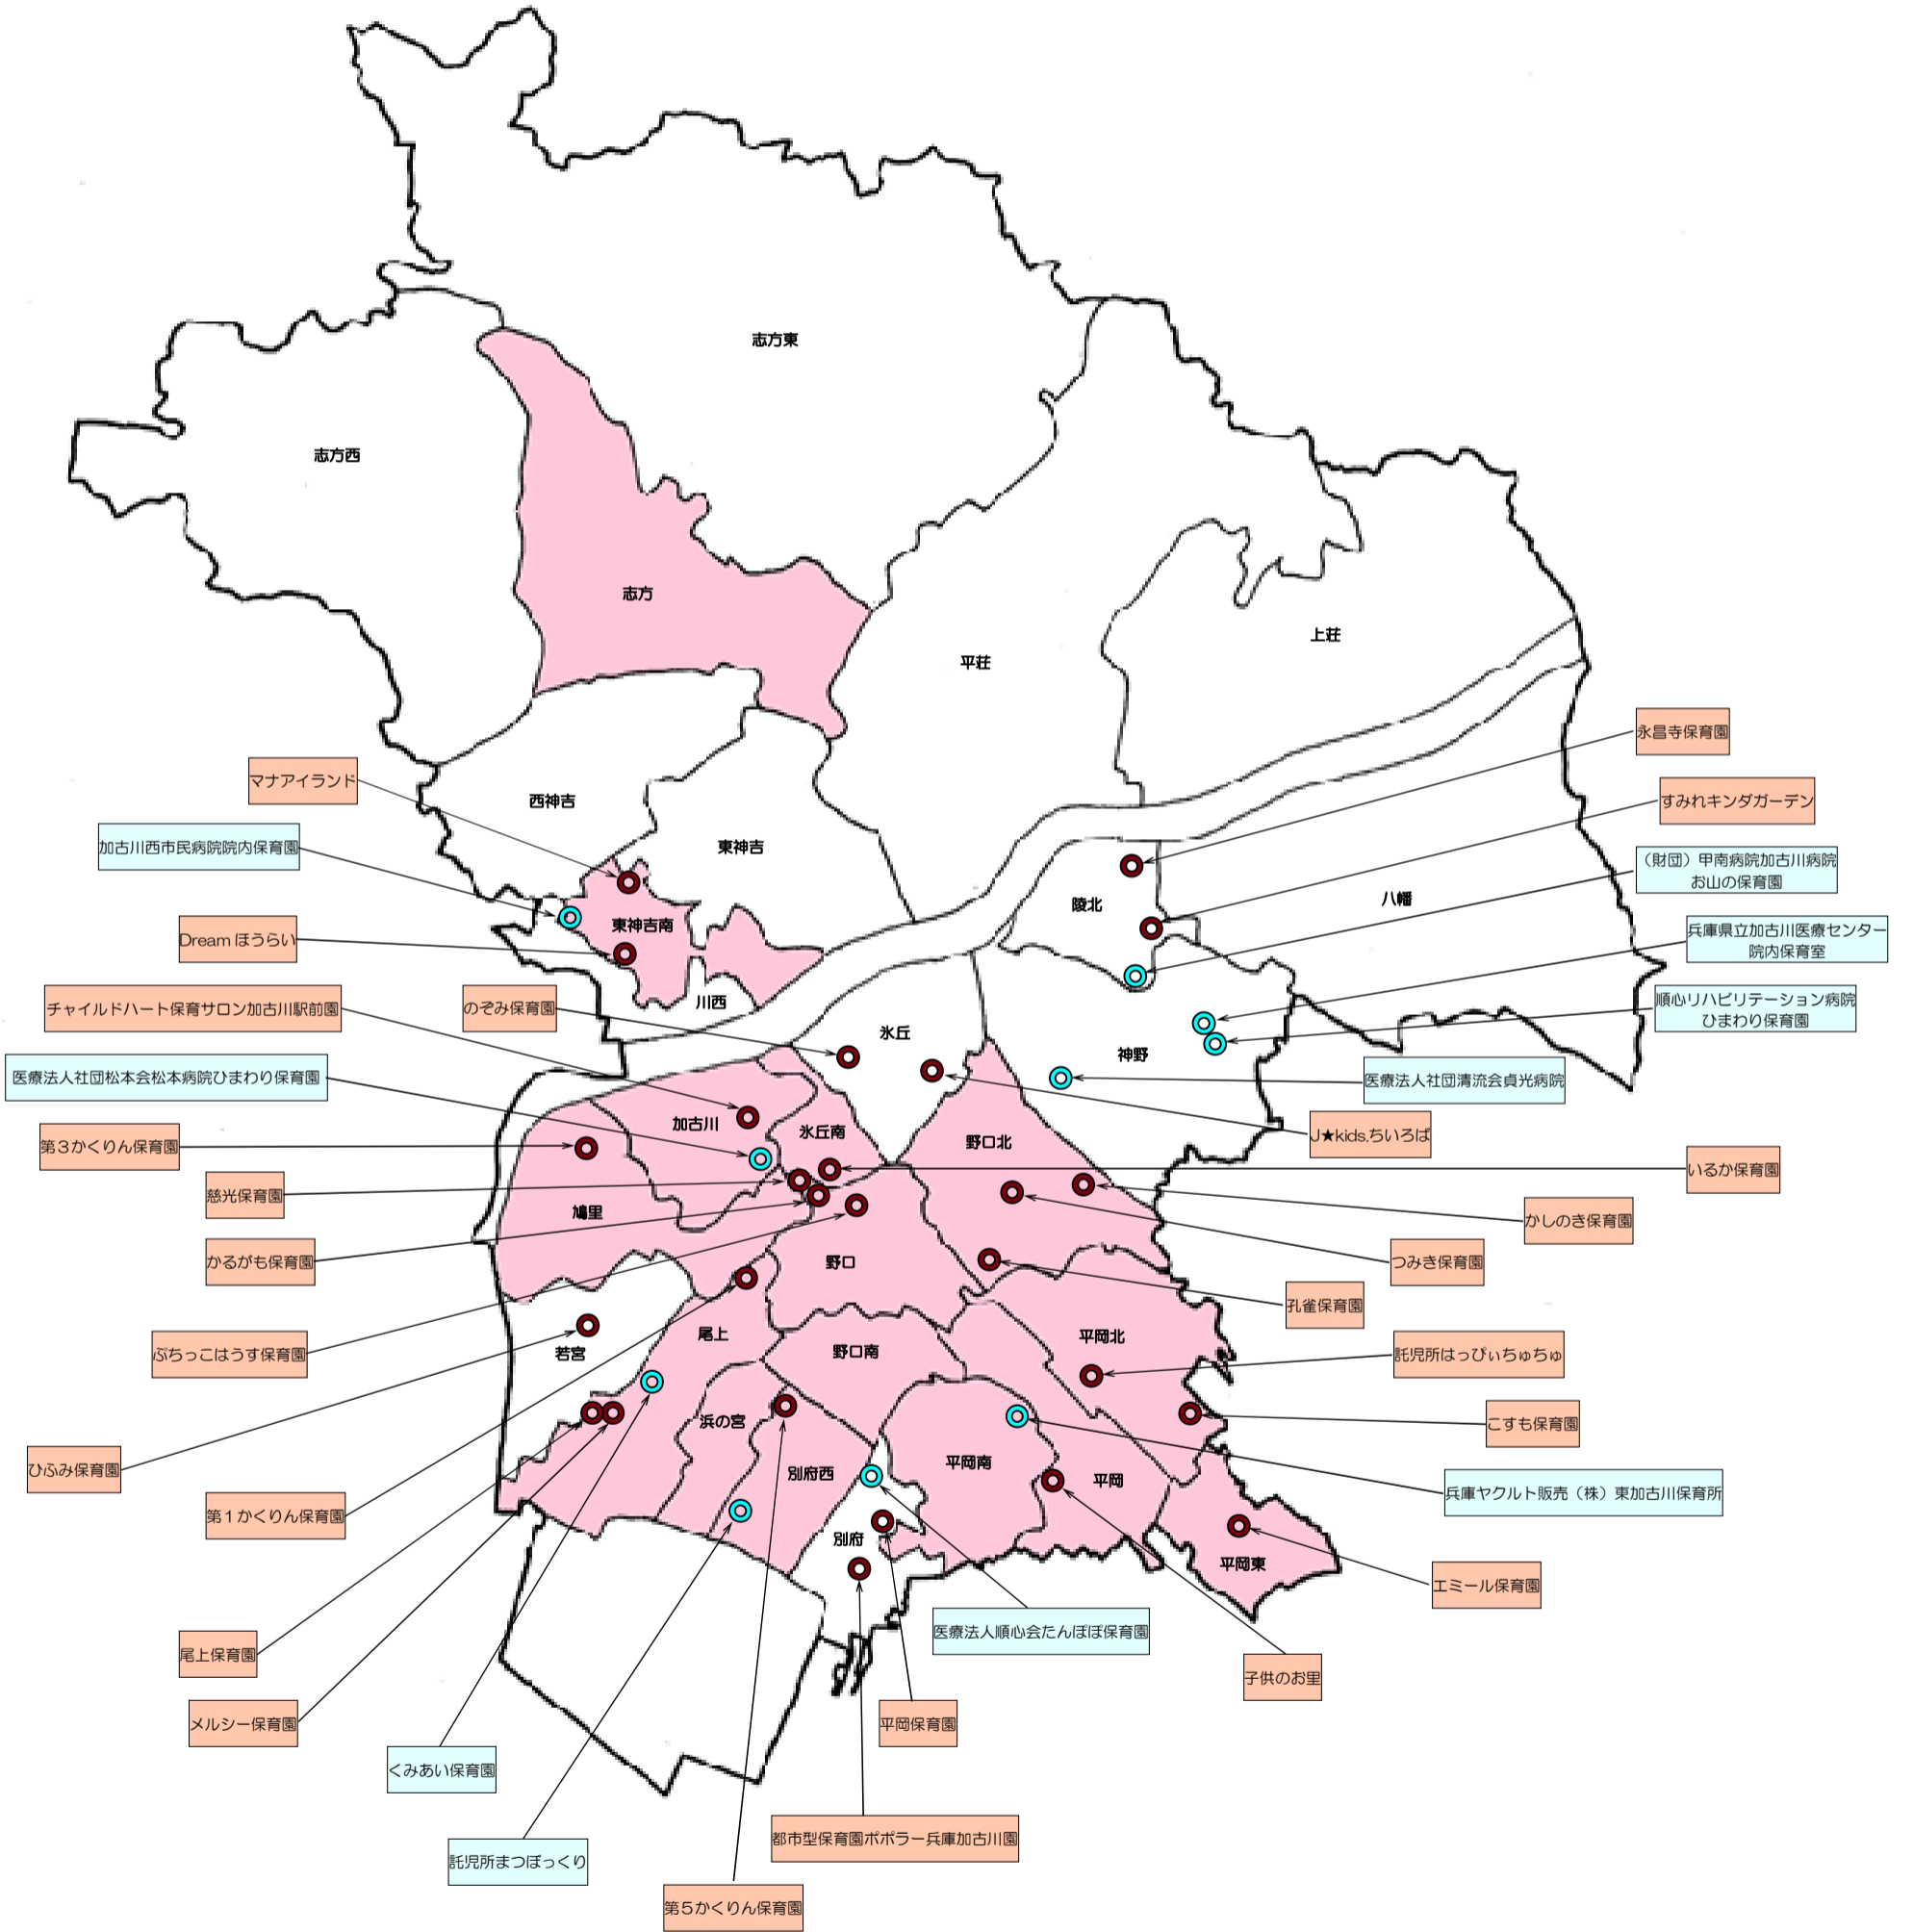 志方東
志方西
志方
上荘
平荘
永昌寺保育園
マナアイランド
西神吉
すみれキンダガーデン
加古川西市民病院院内保育園
東神吉
（財団）甲南病院加古川病院
お山の保育園
陵北
八幡
東神吉南
Dream ほうらい
兵庫県立加古川医療センター
院内保育室
川西
チャイルドハート保育サロン加古川駅前園
のぞみ保育園
順心リハビリテーション病院
ひまわり保育園
氷丘
神野
医療法人社団松本会松本病院ひまわり保育園
医療法人社団清流会貞光病院
加古川
氷丘南
野口北
J★kids.ちいろば
第３かくりん保育園
いるか保育園
慈光保育園
鳩里
かしのき保育園
かるがも保育園
野口
つみき保育園
孔雀保育園
尾上
平岡北
ぷちっこはうす保育園
若宮
野口南
託児所はっぴぃちゅちゅ
浜の宮
こすも保育園
ひふみ保育園
別府西
平岡南
平岡
兵庫ヤクルト販売（株）東加古川保育所
第１かくりん保育園
別府
平岡東
エミール保育園
医療法人順心会たんぽぽ保育園
尾上保育園
子供のお里
メルシー保育園
平岡保育園
くみあい保育園
都市型保育園ポポラー兵庫加古川園
託児所まつぼっくり
第５かくりん保育園